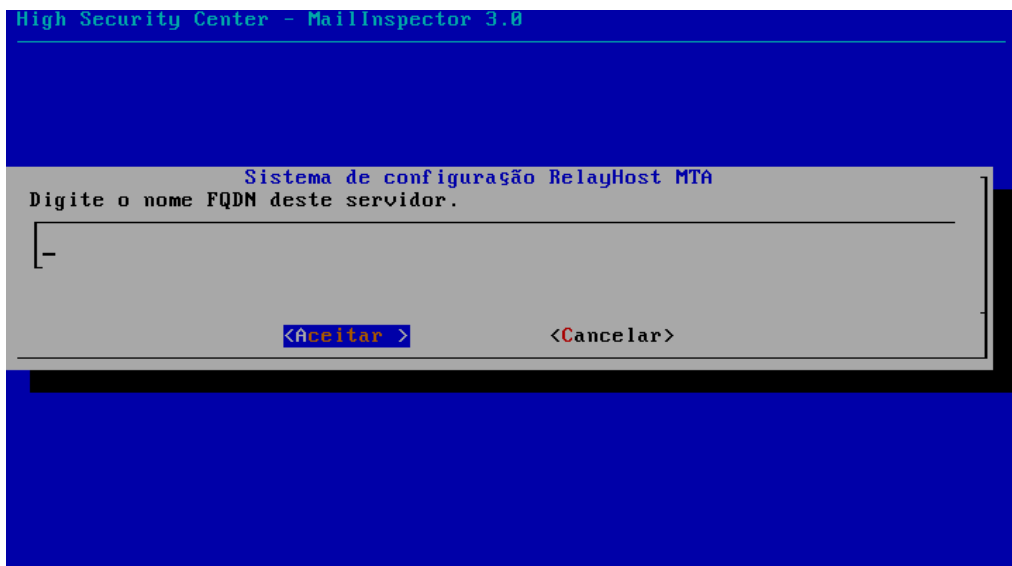 High Security Center - MailInspector 3.0
Sistema de configuração RelayHost MTA
Digite o nome FQDN deste servidor.
<Aceitar > <Cancelar>